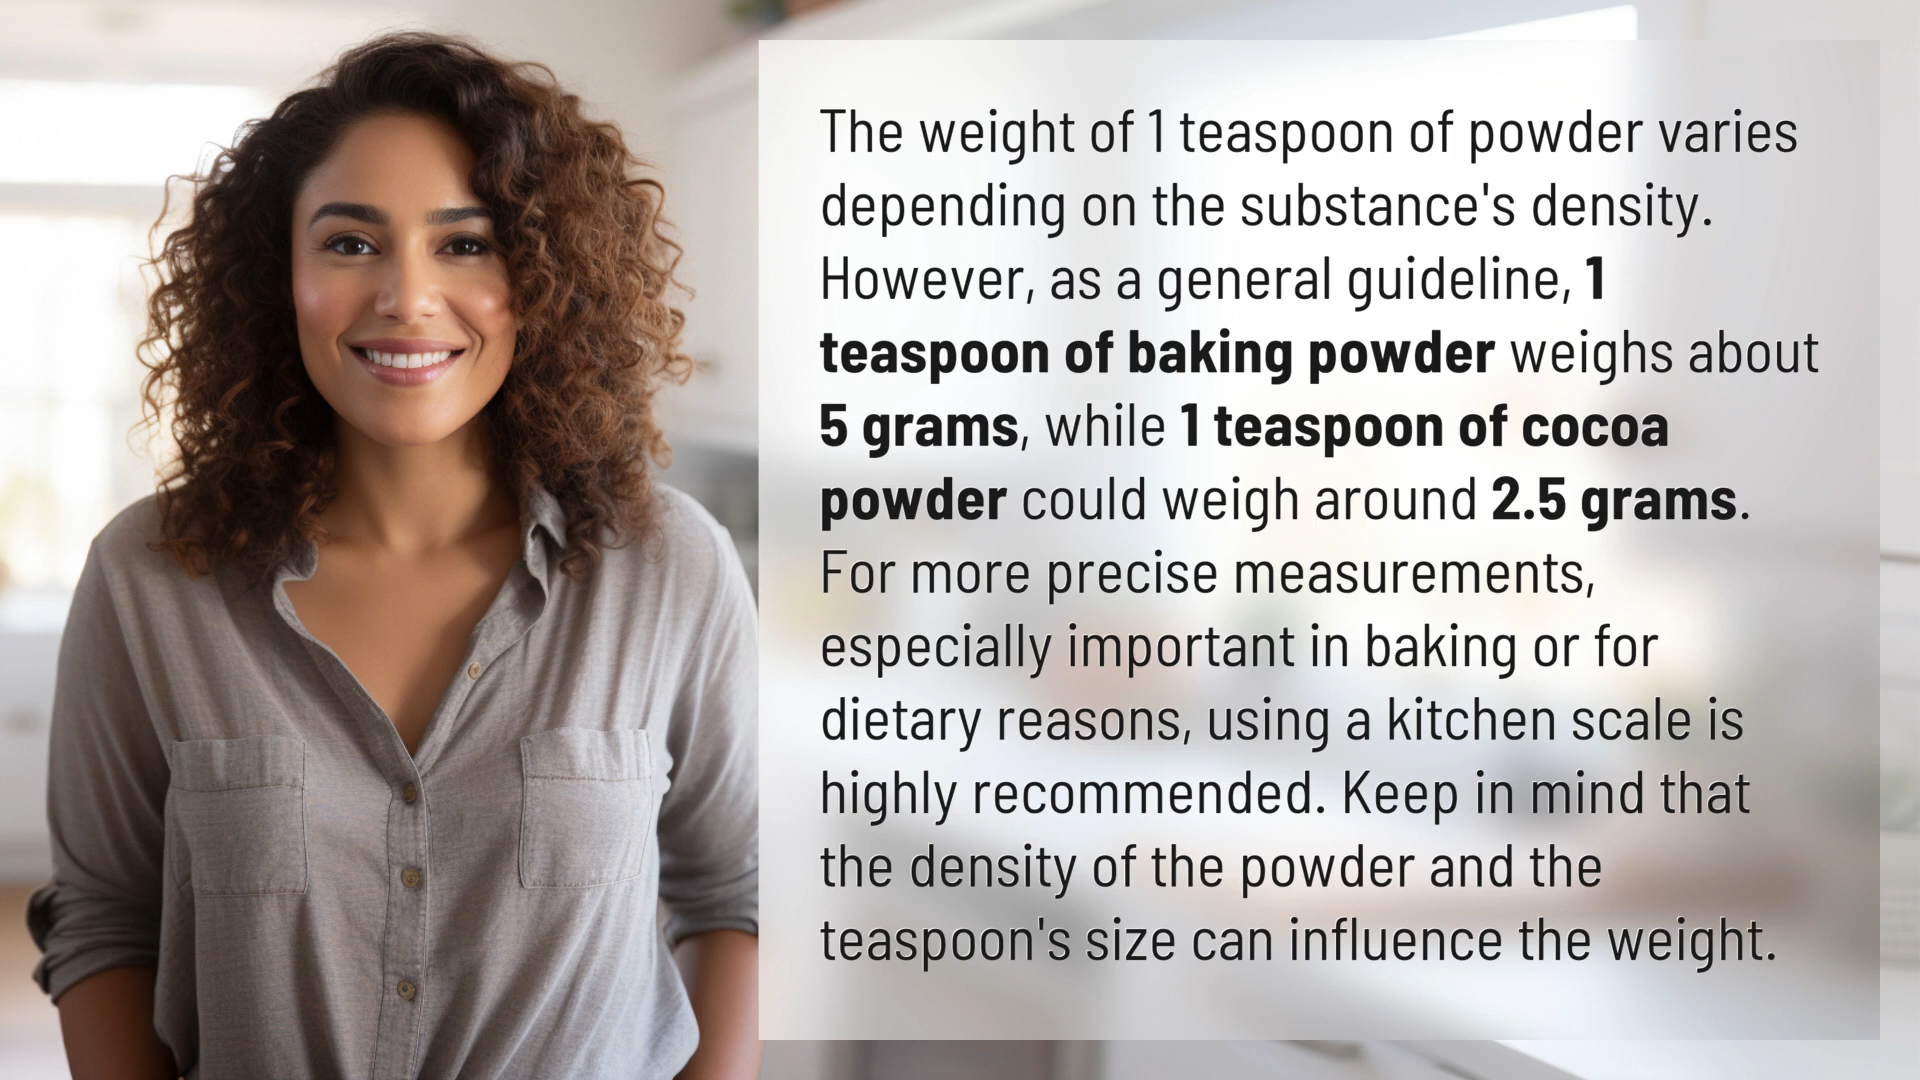 The weight of 1 teaspoon of powder varies
depending on the substance's density.
However, as a general guideline, 1
teaspoon of baking powder weighs about
5 grams, while 1 teaspoon of cocoa
powder could weigh around 2.5 grams.
For more precise measurements,
especially important in baking or for
dietary reasons, using a kitchen scale is
highly recommended. Keep in mind that
the density of the powder and the
teaspoon's size can influence the weight.